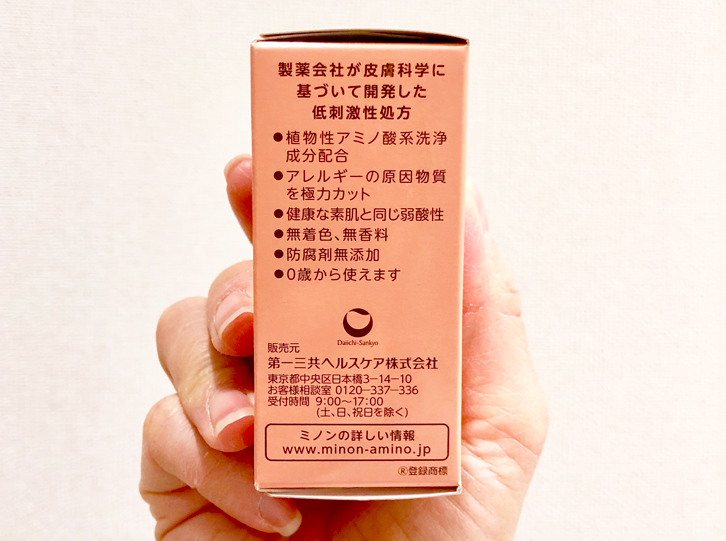 製薬会社が皮膚科学に
基づいて開発した
低刺激性処方
●植物性アミノ酸系洗浄
成分配合
●アレルギーの原因物質
を極力カット
●健康な素肌と同じ弱酸性
●無着色、無香料
●防腐剤無添加
●0歳から使えます
Daiichi-Sankyo
販売元
第一三共ヘルスケア株式会社
東京都中央区日本橋3-14-10
お客様相談室 0120-337-336
受付時間 9:00〜17:00
(土、日、祝日を除く)
ミノンの詳しい情報
www.minon-amino.jp
®登録商標